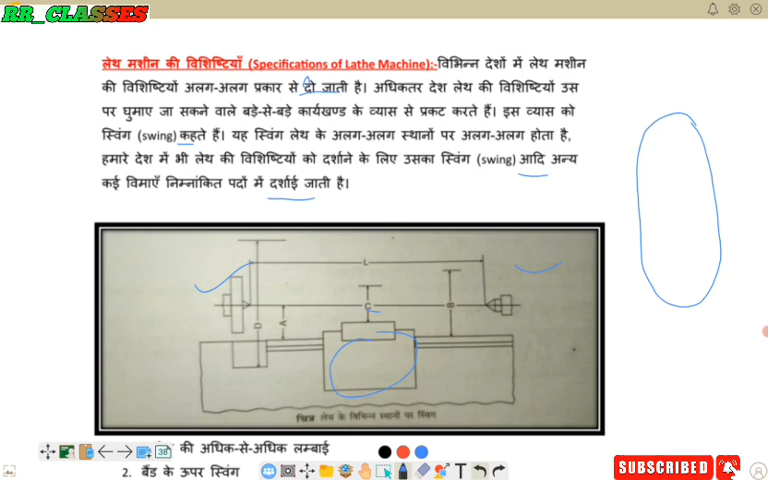 RR_CLASSES
लेथ मशीन की विशिष्टियाँ (Specifications of Lathe Machine):-विभिन्न देशों में लेथ मशीन
की विशिष्टियों अलग-अलग प्रकार से दी जाती है। अधिकतर देश लेथ की विशिष्टियों उस
पर घुमाए जा सकने वाले बड़े-से-बड़े कार्यखण्ड के व्यास से प्रकट करते हैं। इस व्यास को
स्विंग (swing) कहते हैं। यह स्विंग लेथ के अलग-अलग स्थानों पर अलग-अलग होता है,
हमारे देश में भी लेथ की विशिष्टियों को दर्शाने के लिए उसका स्विंग (swing) आदि अन्य
कई विमाएँ निम्नांकित पदों में दर्शाई जाती है।
L
C
B
D
A
चित्र लेथ के विभिन्न स्थानों पर स्विंग
की अधिक-से-अधिक लम्बाई
2. बैंड के ऊपर स्विंग
38
T
SUBSCRIBED